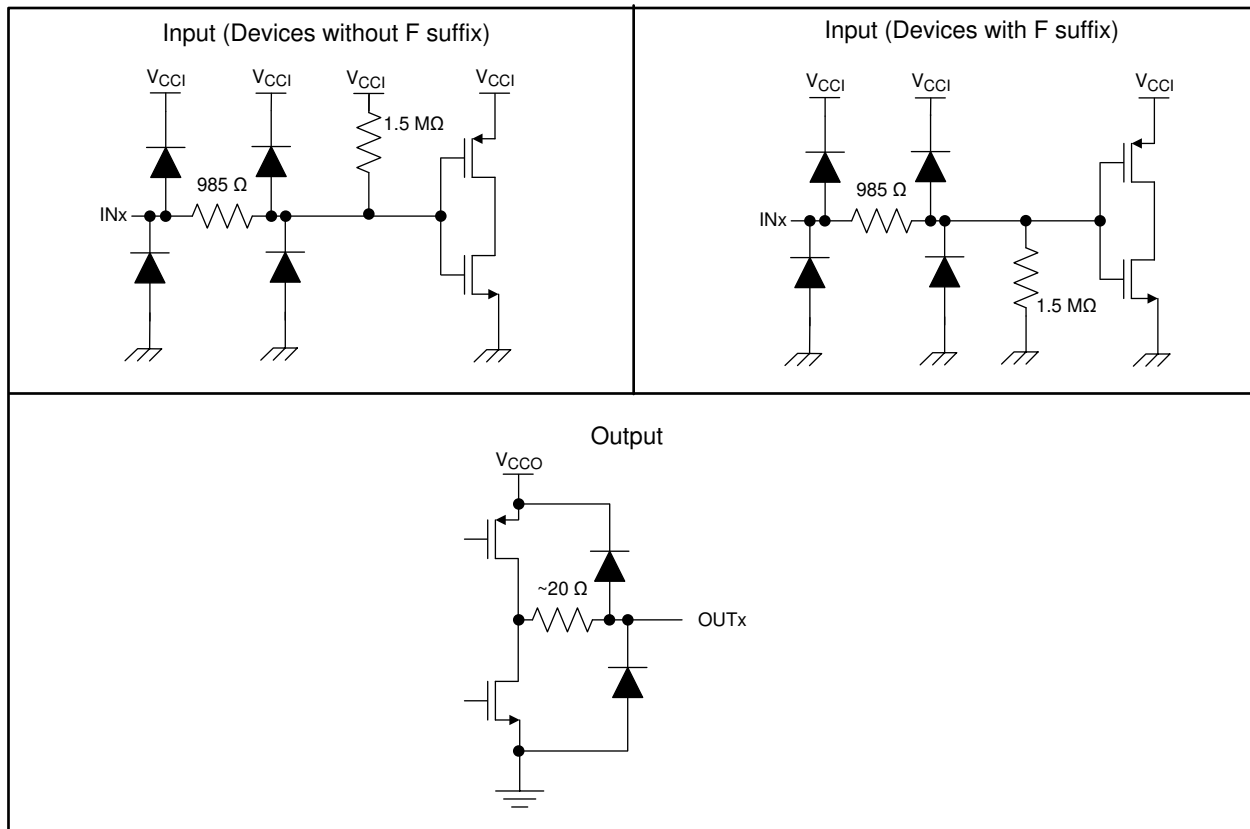 Input (Devices without F suffix)
VCCI VCCI VCCI VCCI
1.5 MΩ
985 Ω
INx
Input (Devices with F suffix)
VCCI VCCI VCCI
985 Ω
INx
1.5 MΩ
Output
VCCO
~20 Ω
OUTx